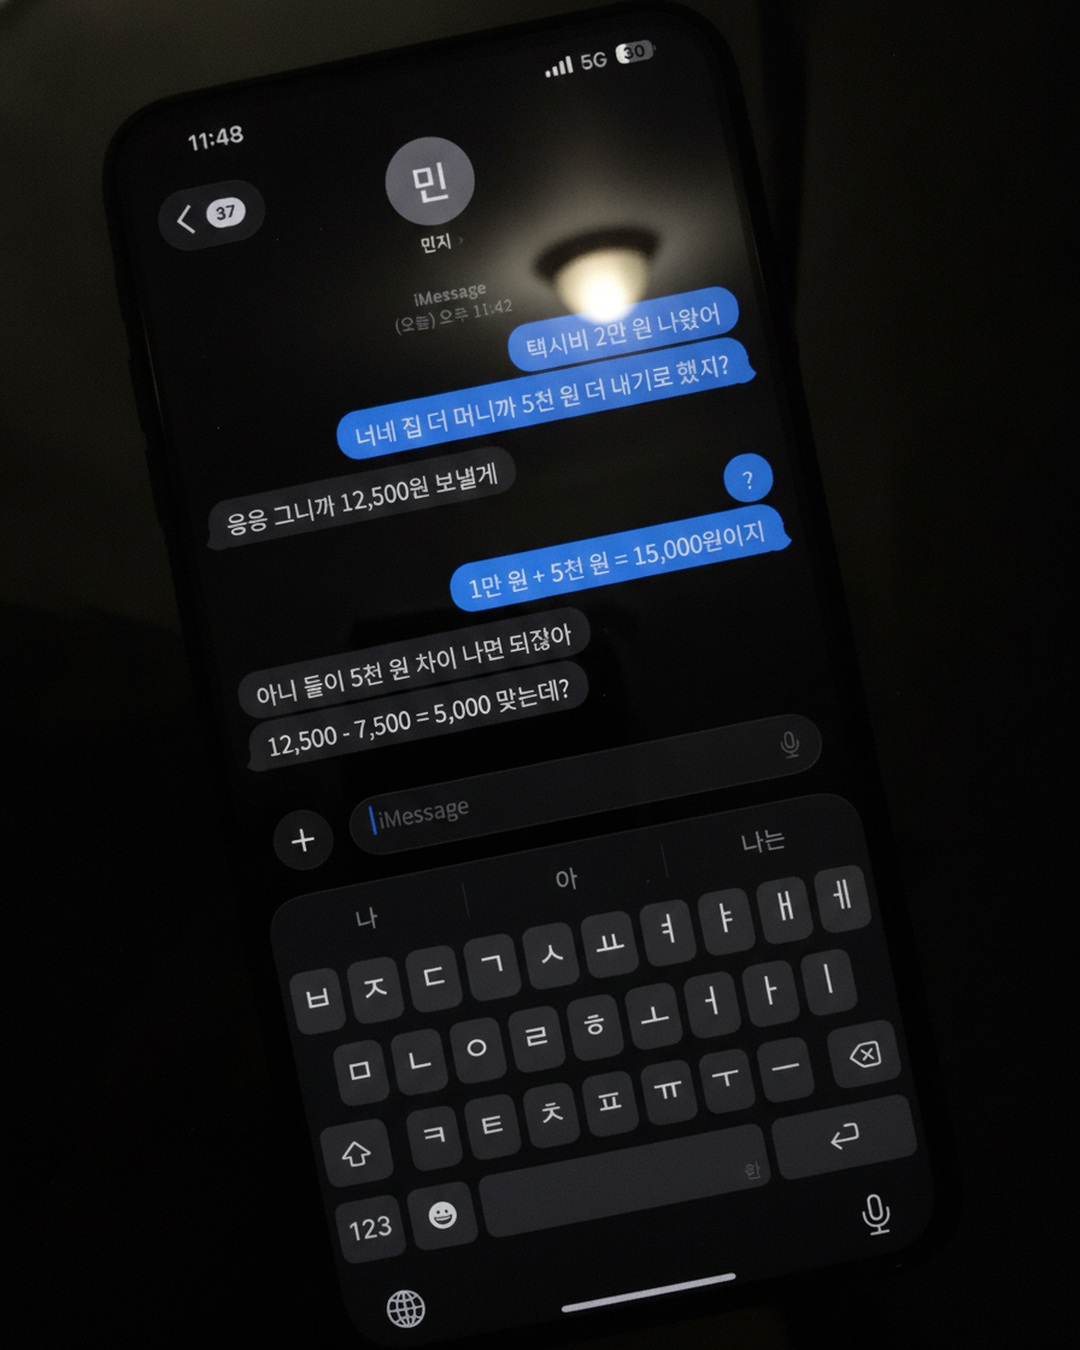 11:48
5G 30
37
민
민지
iMessage
(오늘) 오후 11:42
택시비 2만 원 나왔어
너네 집 더 머니까 5천 원 더 내기로 했지?
응응 그니까 12,500원 보낼게
?
1만 원 + 5천 원 = 15,000원이지
아니 둘이 5천 원 차이 나면 되잖아
12,500 - 7,500 = 5,000 맞는데?
iMessage
나 아 나는
ㅂ ㅈ ㄷ ㄱ ㅅ ㅛ ㅕ ㅑ ㅐ ㅔ
ㅁ ㄴ ㅇ ㄹ ㅎ ㅗ ㅓ ㅏ ㅣ
ㅋ ㅌ ㅊ ㅍ ㅠ ㅜ ㅡ
123
한